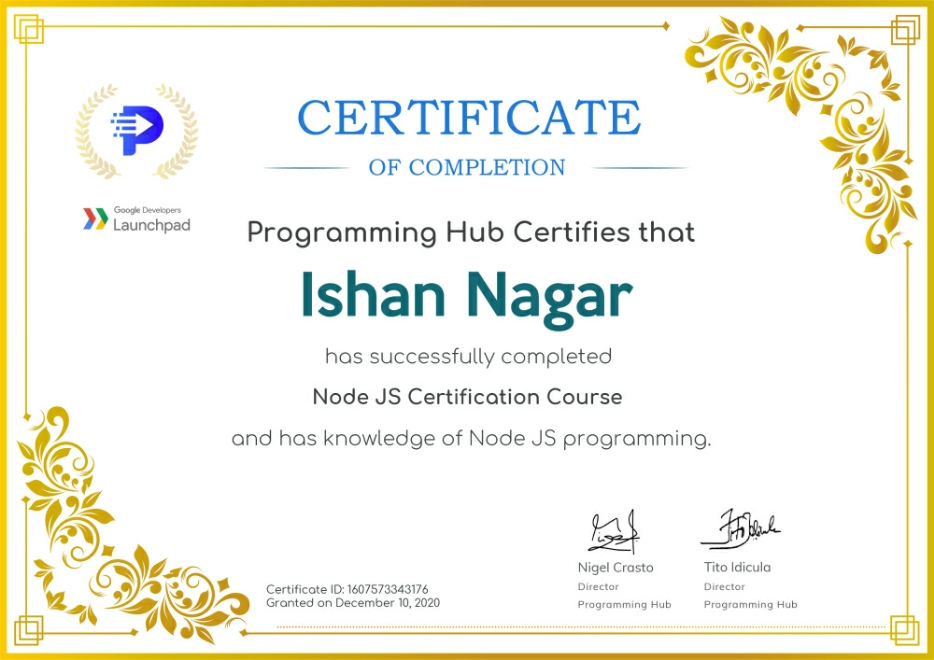 CERTIFICATE
OF COMPLETION
Google Developers
Launchpad
Programming Hub Certifies that
Ishan Nagar
has successfully completed
Node JS Certification Course
and has knowledge of Node JS programming.
Nigel Crasto
Director
Programming Hub
Tito Idicula
Director
Programming Hub
Certificate ID: 1607573343176
Granted on December 10, 2020